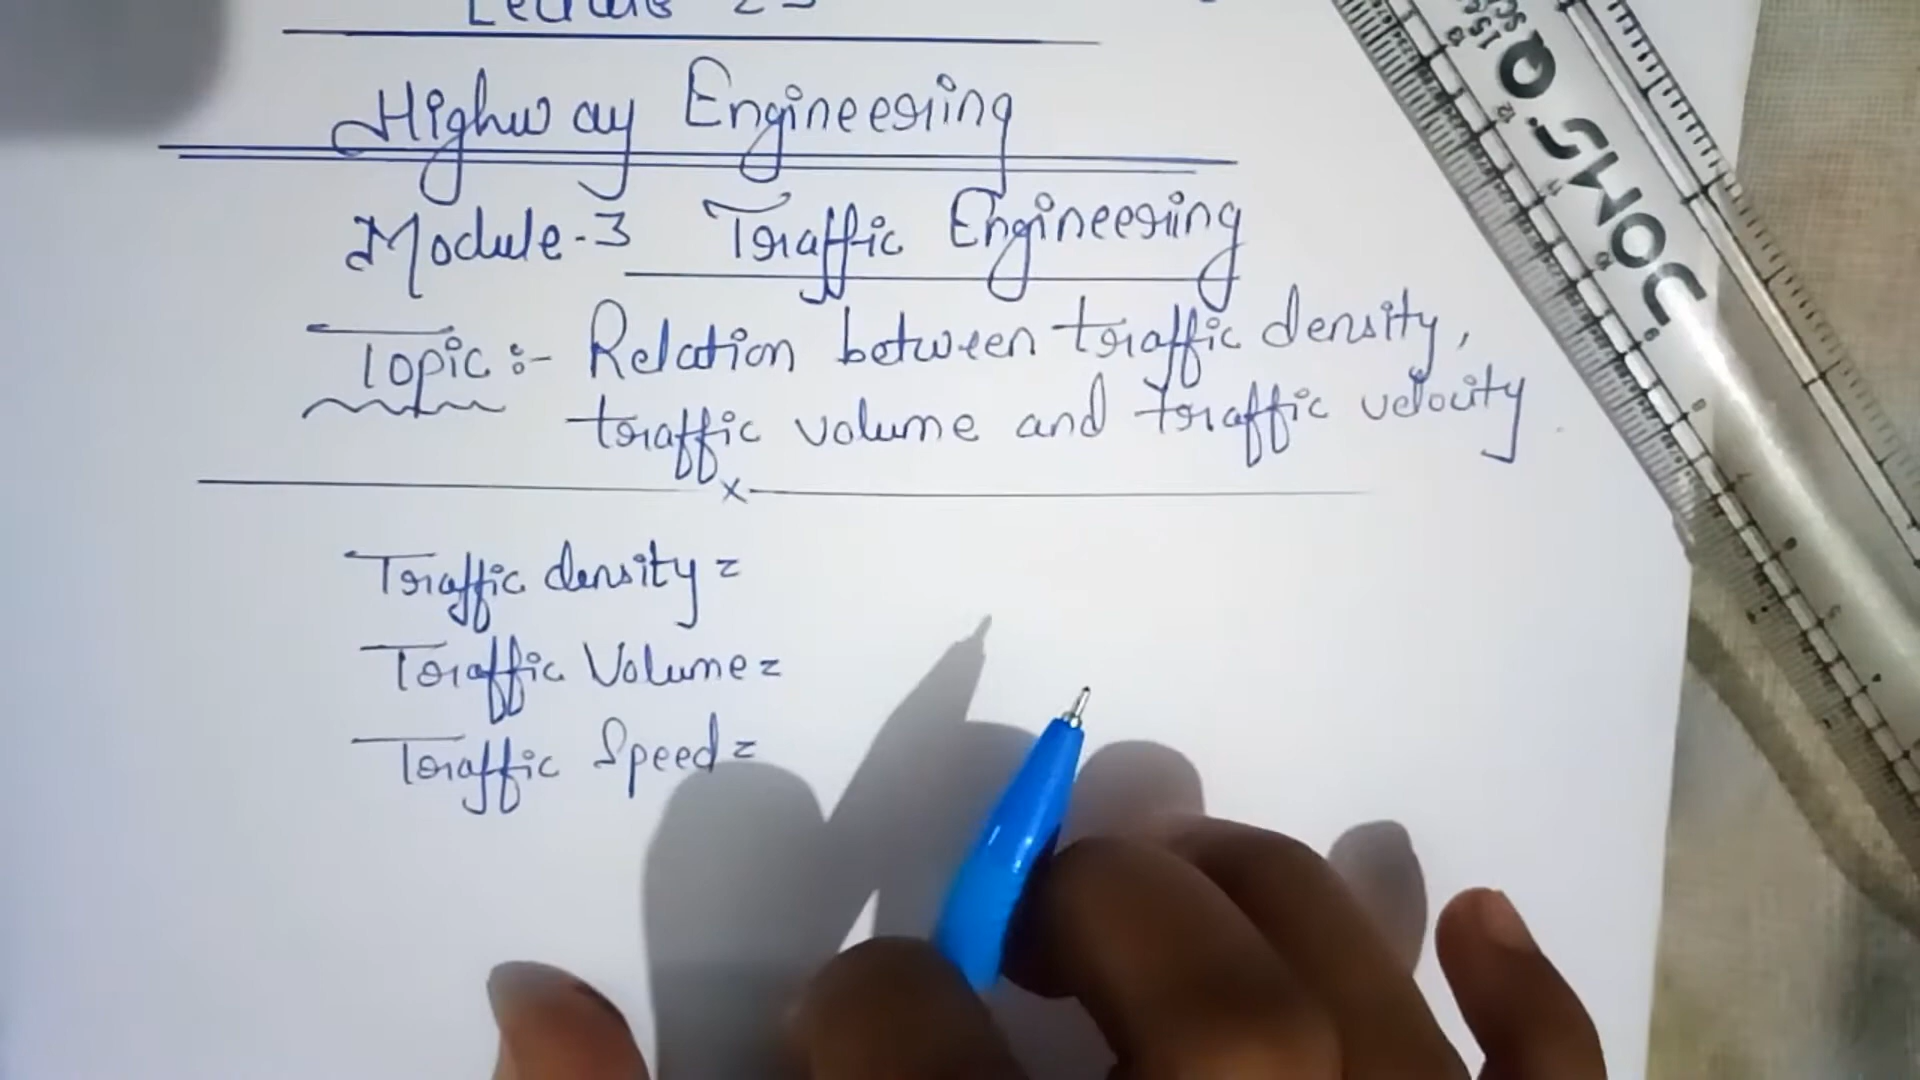 Highway Engineering
Module-3 Traffic Engineering
Topic :- Relation between traffic density,
traffic volume and traffic velocity
x
Traffic density =
Traffic Volume =
Traffic Speed =